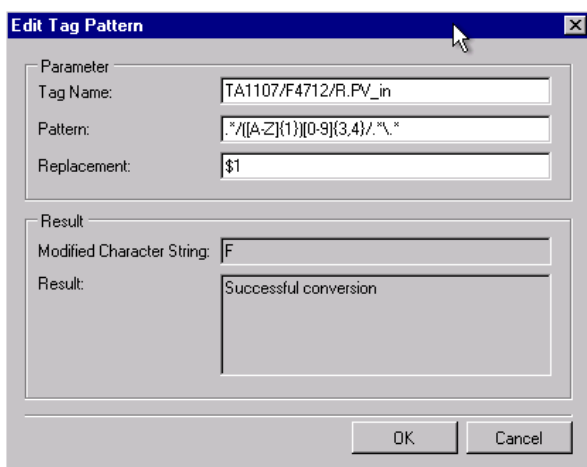 Edit Tag Pattern
Parameter
Tag Name: TA1107/F4712/R.PV_in
Pattern: .*/([A-Z]{1})[0-9]{3,4}/.*\.*
Replacement: $1
Result
Modified Character String: F
Result: Successful conversion
OK Cancel